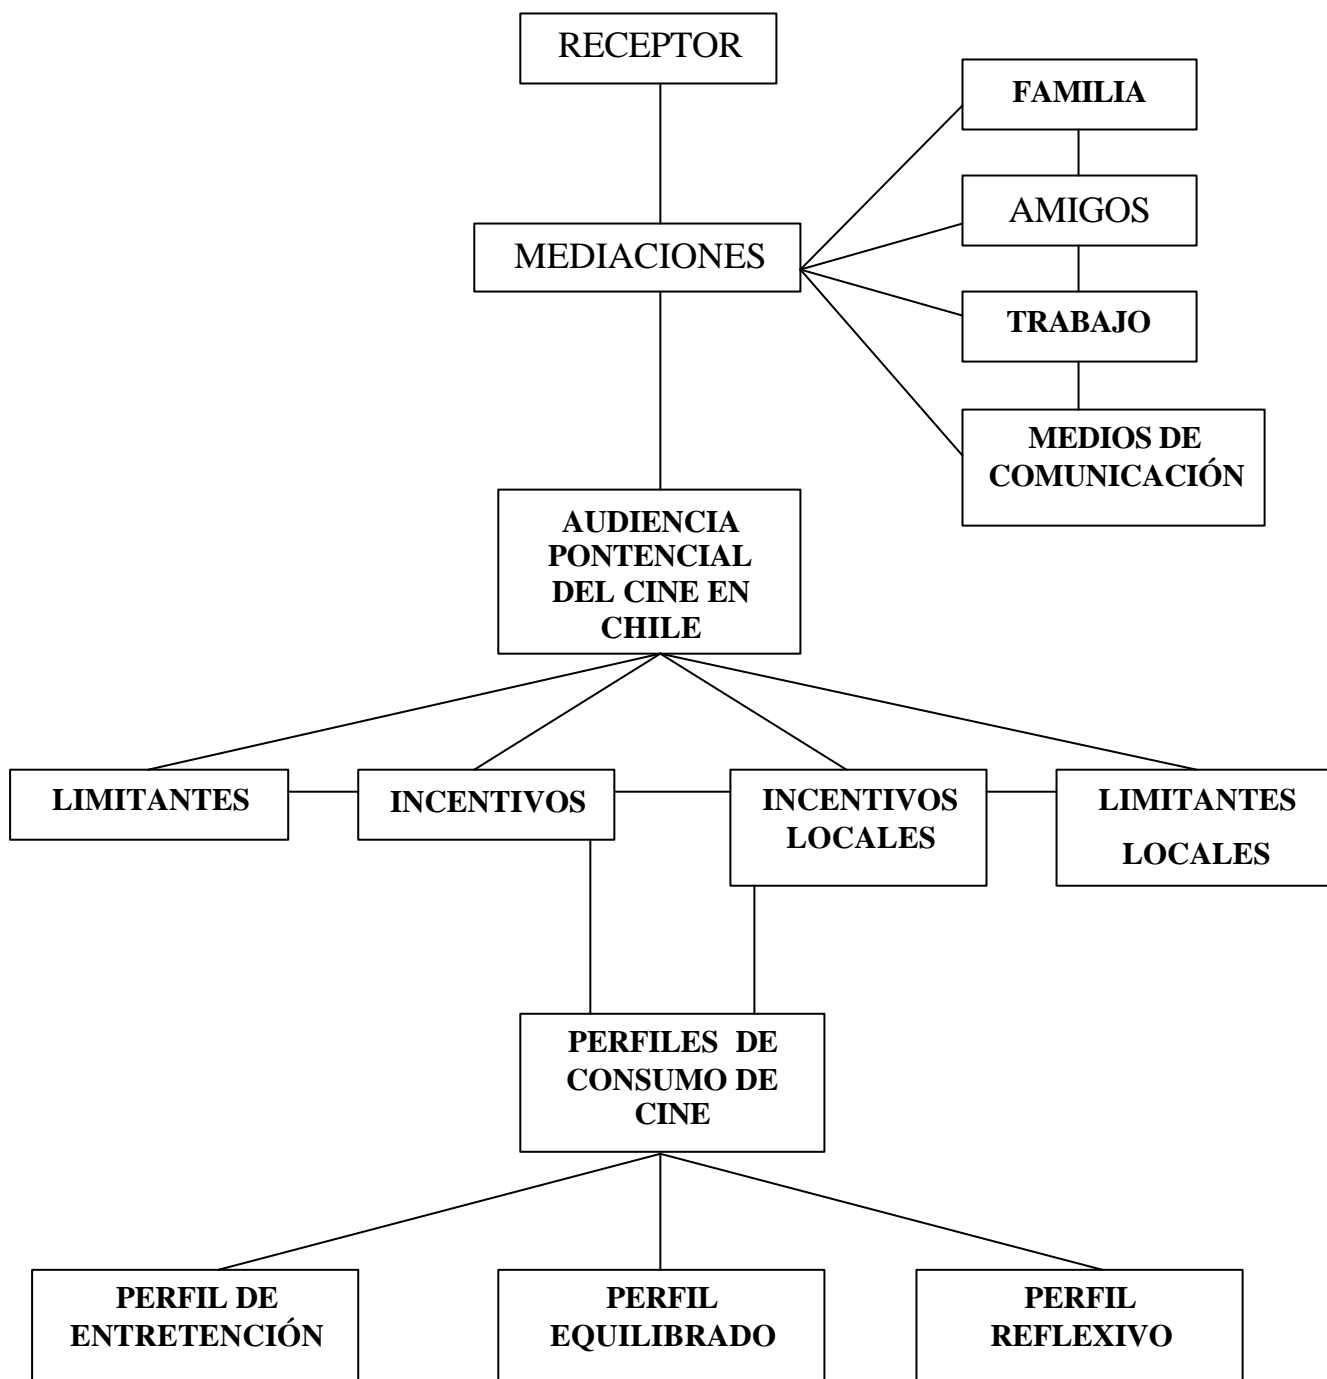 RECEPTOR
FAMILIA
AMIGOS
MEDIACIONES
TRABAJO
MEDIOS DE
COMUNICACIÓN
AUDIENCIA
PONTENCIAL
DEL CINE EN
CHILE
LIMITANTES
INCENTIVOS
INCENTIVOS
LOCALES
LIMITANTES
LOCALES
PERFILES DE
CONSUMO DE
CINE
PERFIL DE
ENTRETENCIÓN
PERFIL
EQUILIBRADO
PERFIL
REFLEXIVO